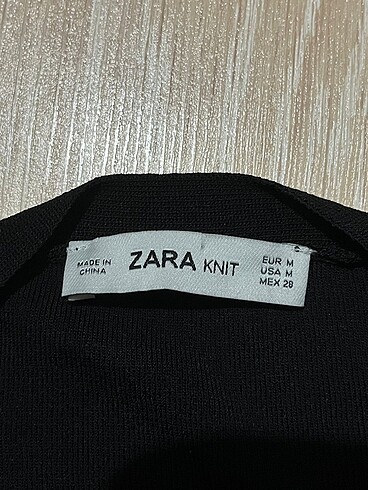 MADE IN
CHINA
ZARA KNIT
EUR M
USA M
MEX 28